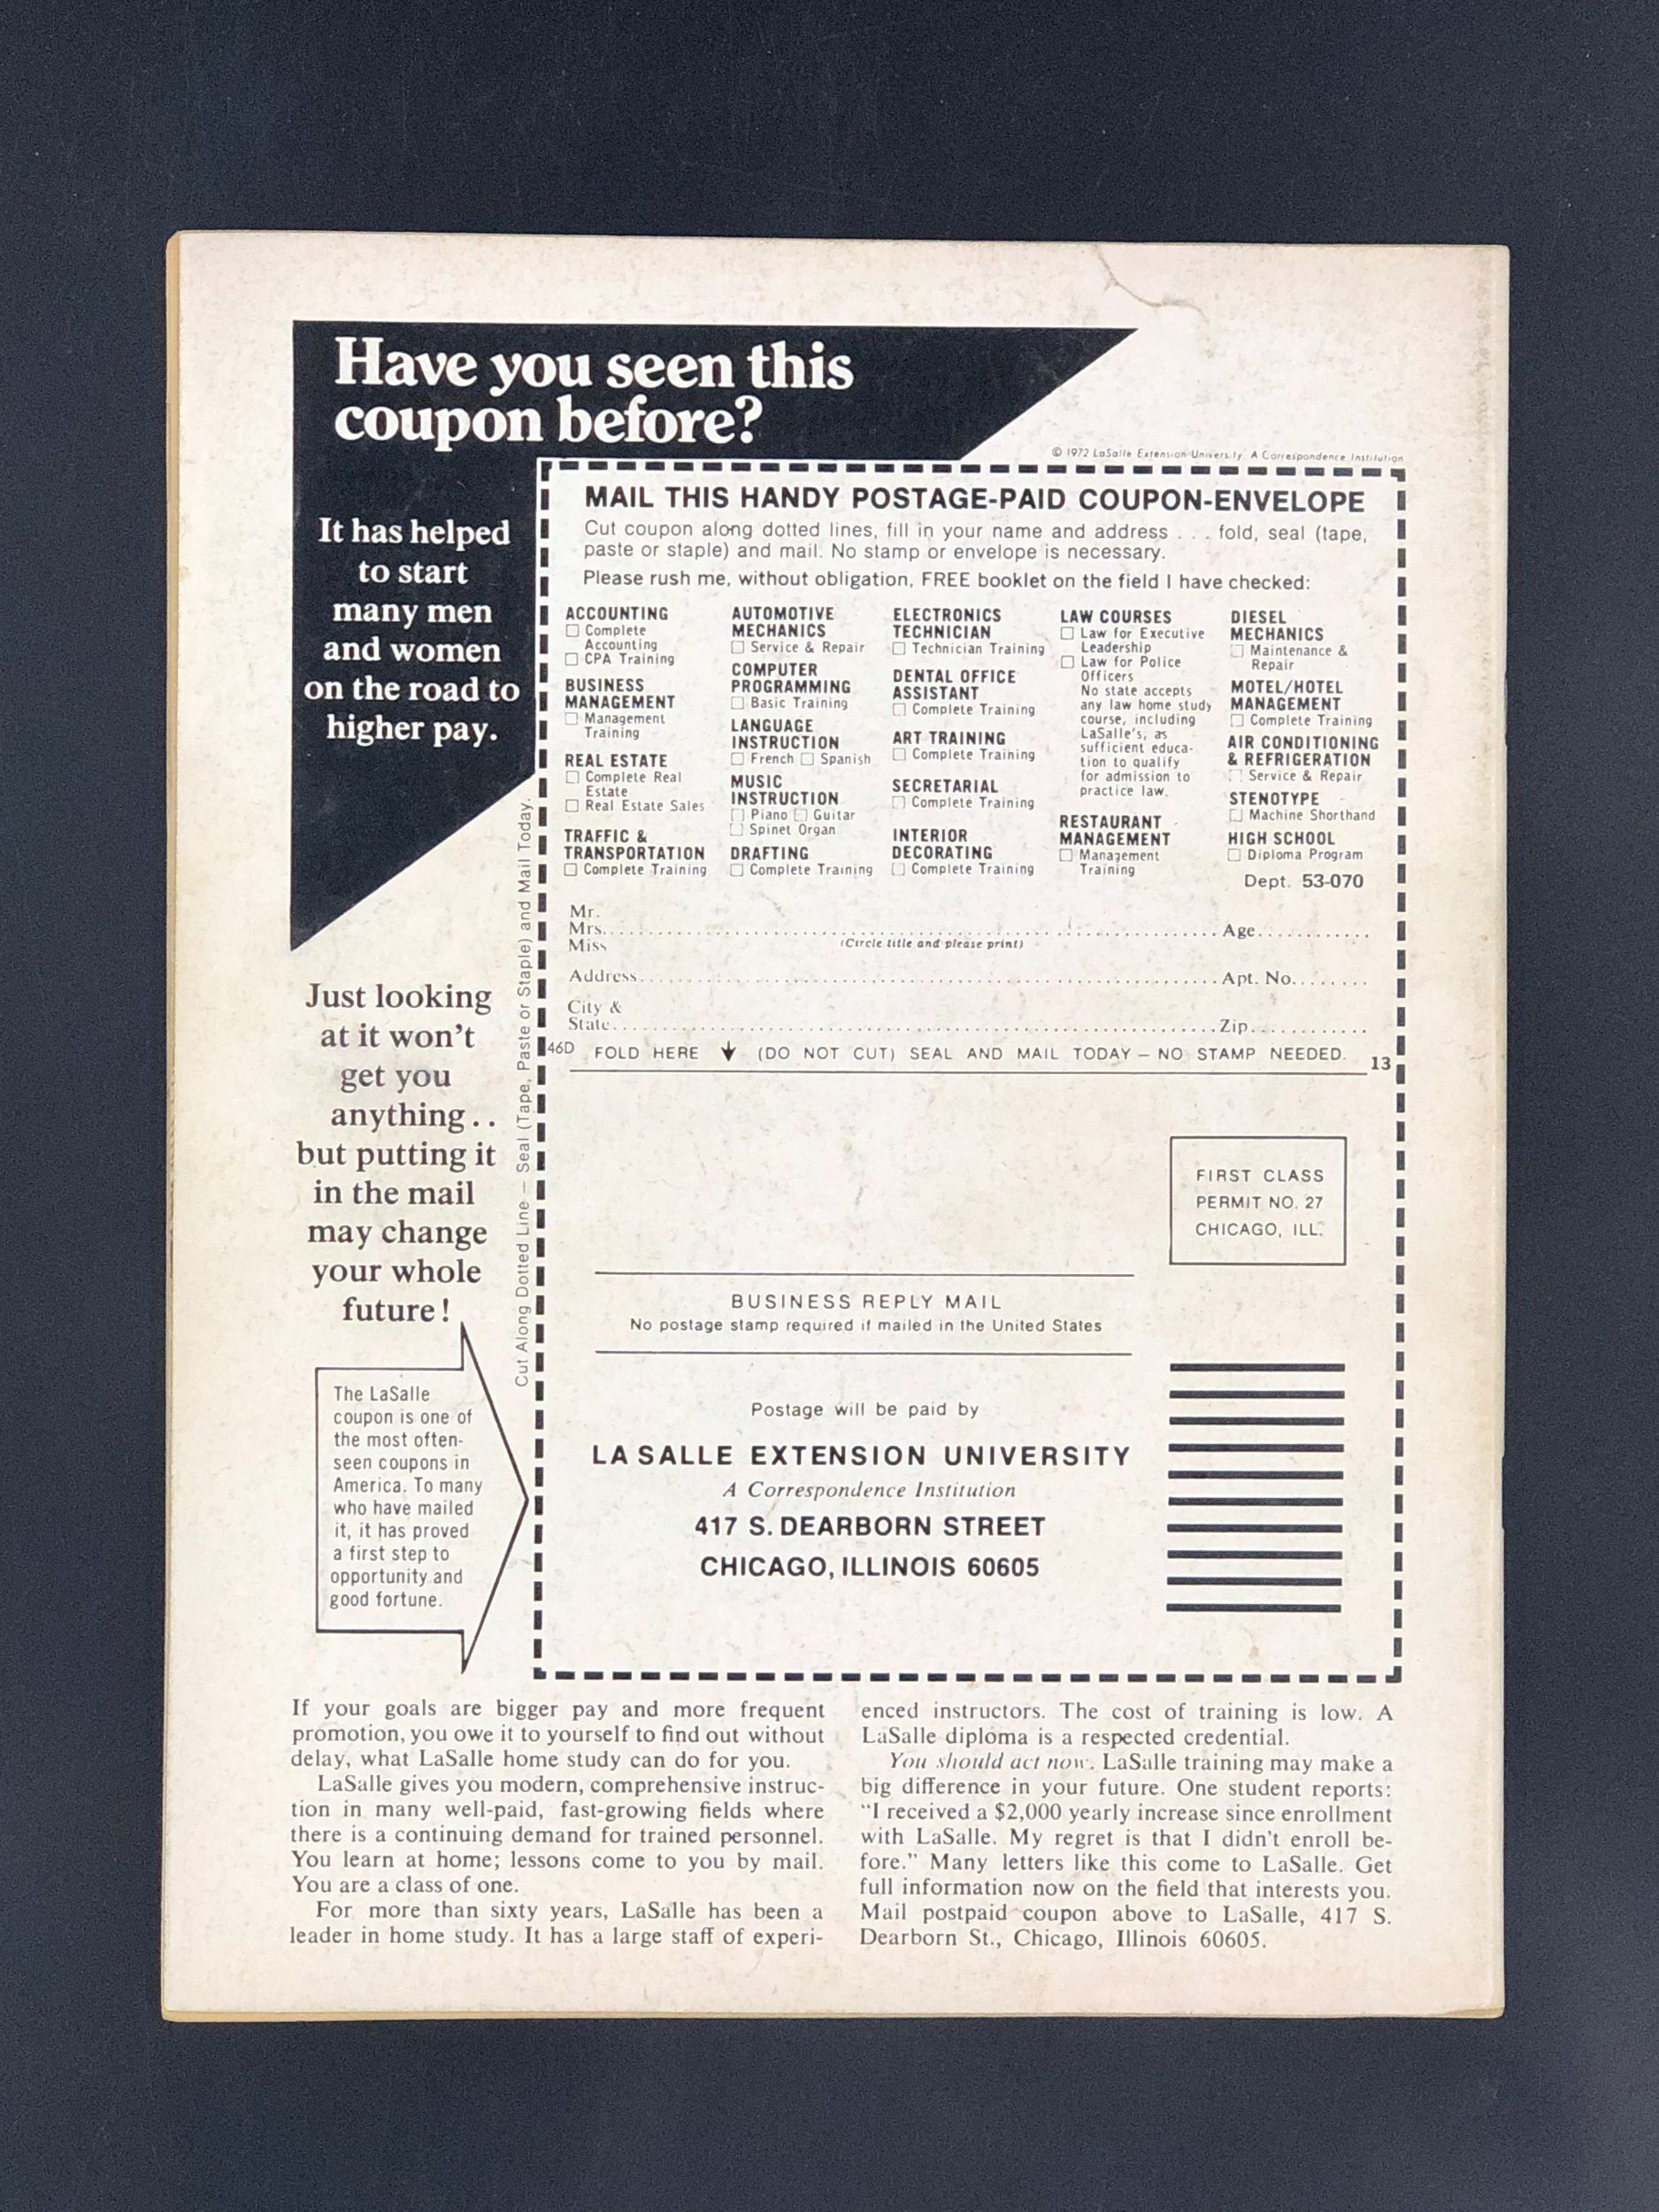 Have you seen this
coupon before?
It has helped
to start
many men
and women
on the road to
higher pay.
Just looking
at it won't
get you
anything . .
but putting it
in the mail
may change
your whole
future!
The LaSalle
coupon is one of
the most often-
seen coupons in
America. To many
who have mailed
it, it has proved
a first step to
opportunity and
good fortune.
Cut Along Dotted Line — Seal (Tape, Paste or Staple) and Mail Today.
© 1972 LaSalle Extension University, A Correspondence Institution
MAIL THIS HANDY POSTAGE-PAID COUPON-ENVELOPE
Cut coupon along dotted lines, fill in your name and address . . . fold, seal (tape,
paste or staple) and mail. No stamp or envelope is necessary.
Please rush me, without obligation, FREE booklet on the field I have checked:
ACCOUNTING
☐ Complete
Accounting
☐ CPA Training
BUSINESS
MANAGEMENT
☐ Management
Training
REAL ESTATE
☐ Complete Real
Estate
☐ Real Estate Sales
TRAFFIC &
TRANSPORTATION
☐ Complete Training
AUTOMOTIVE
MECHANICS
☐ Service & Repair
COMPUTER
PROGRAMMING
☐ Basic Training
LANGUAGE
INSTRUCTION
☐ French ☐ Spanish
MUSIC
INSTRUCTION
☐ Piano ☐ Guitar
☐ Spinet Organ
DRAFTING
☐ Complete Training
ELECTRONICS
TECHNICIAN
☐ Technician Training
DENTAL OFFICE
ASSISTANT
☐ Complete Training
ART TRAINING
☐ Complete Training
SECRETARIAL
☐ Complete Training
INTERIOR
DECORATING
☐ Complete Training
LAW COURSES
☐ Law for Executive
Leadership
☐ Law for Police
Officers
No state accepts
any law home study
course, including
LaSalle's, as
sufficient educa-
tion to qualify
for admission to
practice law.
RESTAURANT
MANAGEMENT
☐ Management
Training
DIESEL
MECHANICS
☐ Maintenance &
Repair
MOTEL/HOTEL
MANAGEMENT
☐ Complete Training
AIR CONDITIONING
& REFRIGERATION
☐ Service & Repair
STENOTYPE
☐ Machine Shorthand
HIGH SCHOOL
☐ Diploma Program
Dept. 53-070
Mr.
Mrs. Age
Miss (Circle title and please print)
Address Apt. No.
City &
State Zip
46D FOLD HERE ↓ (DO NOT CUT) SEAL AND MAIL TODAY — NO STAMP NEEDED. 13
FIRST CLASS
PERMIT NO. 27
CHICAGO, ILL.
BUSINESS REPLY MAIL
No postage stamp required if mailed in the United States
Postage will be paid by
LA SALLE EXTENSION UNIVERSITY
A Correspondence Institution
417 S. DEARBORN STREET
CHICAGO, ILLINOIS 60605
If your goals are bigger pay and more frequent
promotion, you owe it to yourself to find out without
delay, what LaSalle home study can do for you.
LaSalle gives you modern, comprehensive instruc-
tion in many well-paid, fast-growing fields where
there is a continuing demand for trained personnel.
You learn at home; lessons come to you by mail.
You are a class of one.
For more than sixty years, LaSalle has been a
leader in home study. It has a large staff of experi-
enced instructors. The cost of training is low. A
LaSalle diploma is a respected credential.
You should act now. LaSalle training may make a
big difference in your future. One student reports:
"I received a $2,000 yearly increase since enrollment
with LaSalle. My regret is that I didn't enroll be-
fore." Many letters like this come to LaSalle. Get
full information now on the field that interests you.
Mail postpaid coupon above to LaSalle, 417 S.
Dearborn St., Chicago, Illinois 60605.